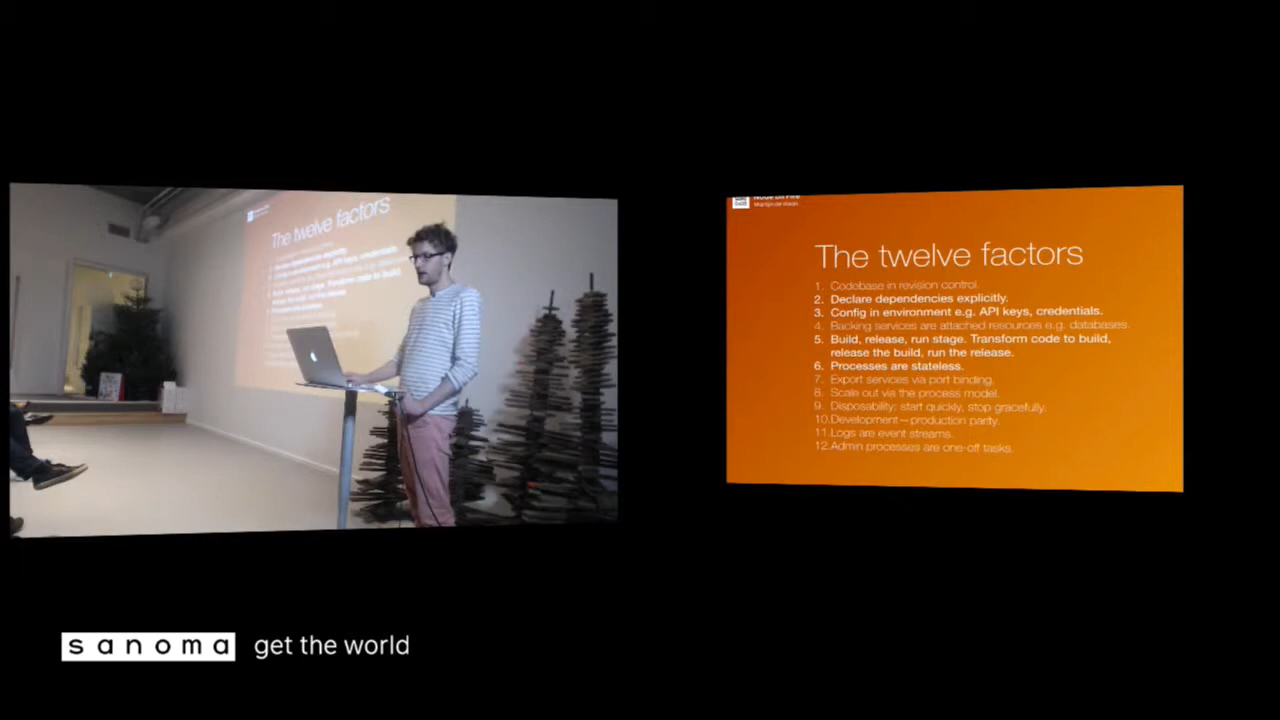 The twelve factors
The twelve factors
1. Codebase in revision control.
2. Declare dependencies explicitly.
3. Config in environment e.g. API keys, credentials.
4. Backing services are attached resources e.g. databases.
5. Build, release, run stage. Transform code to build,
release the build, run the release.
6. Processes are stateless.
7. Export services via port binding.
8. Scale out via the process model.
9. Disposability: start quickly, stop gracefully.
10.Development—production parity.
11.Logs are event streams.
12.Admin processes are one-off tasks.
sanoma get the world